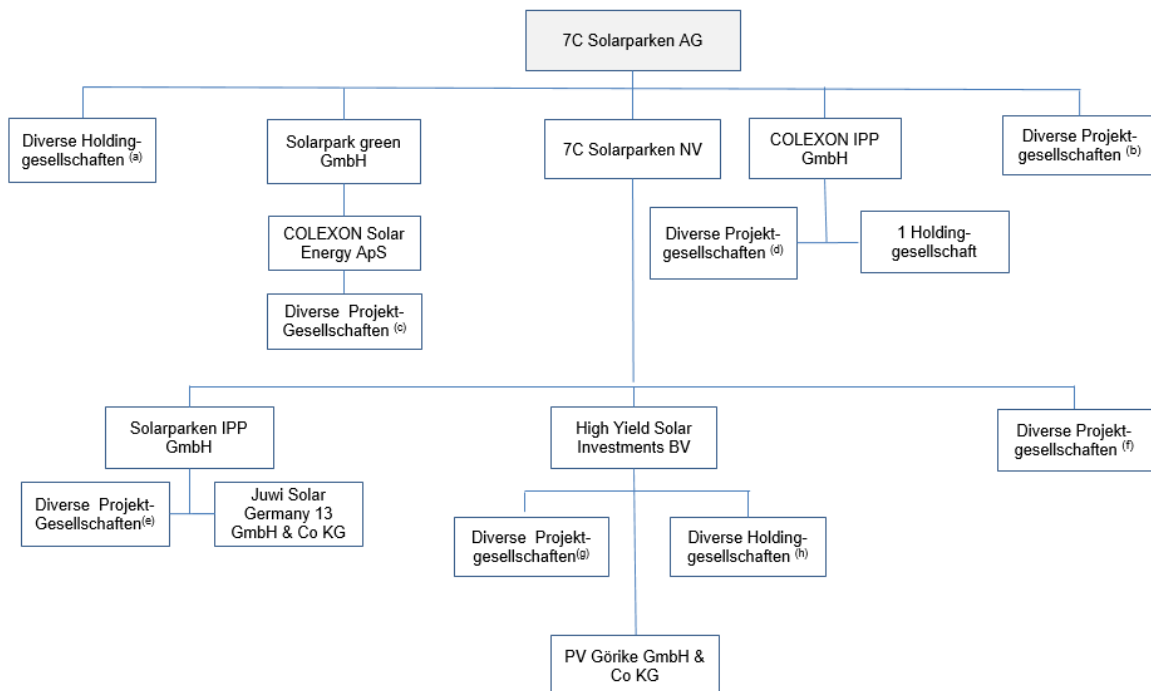 7C Solarparken AG
Diverse Holding-
gesellschaften (a)
Solarpark green
GmbH
7C Solarparken NV
COLEXON IPP
GmbH
Diverse Projekt-
gesellschaften (b)
COLEXON Solar
Energy ApS
Diverse Projekt-
gesellschaften (d)
1 Holding-
gesellschaft
Diverse Projekt-
Gesellschaften (c)
Solarparken IPP
GmbH
High Yield Solar
Investments BV
Diverse Projekt-
gesellschaften (f)
Diverse Projekt-
Gesellschaften(e)
Juwi Solar
Germany 13
GmbH & Co KG
Diverse Projekt-
gesellschaften(g)
Diverse Holding-
gesellschaften (h)
PV Görike GmbH &
Co KG